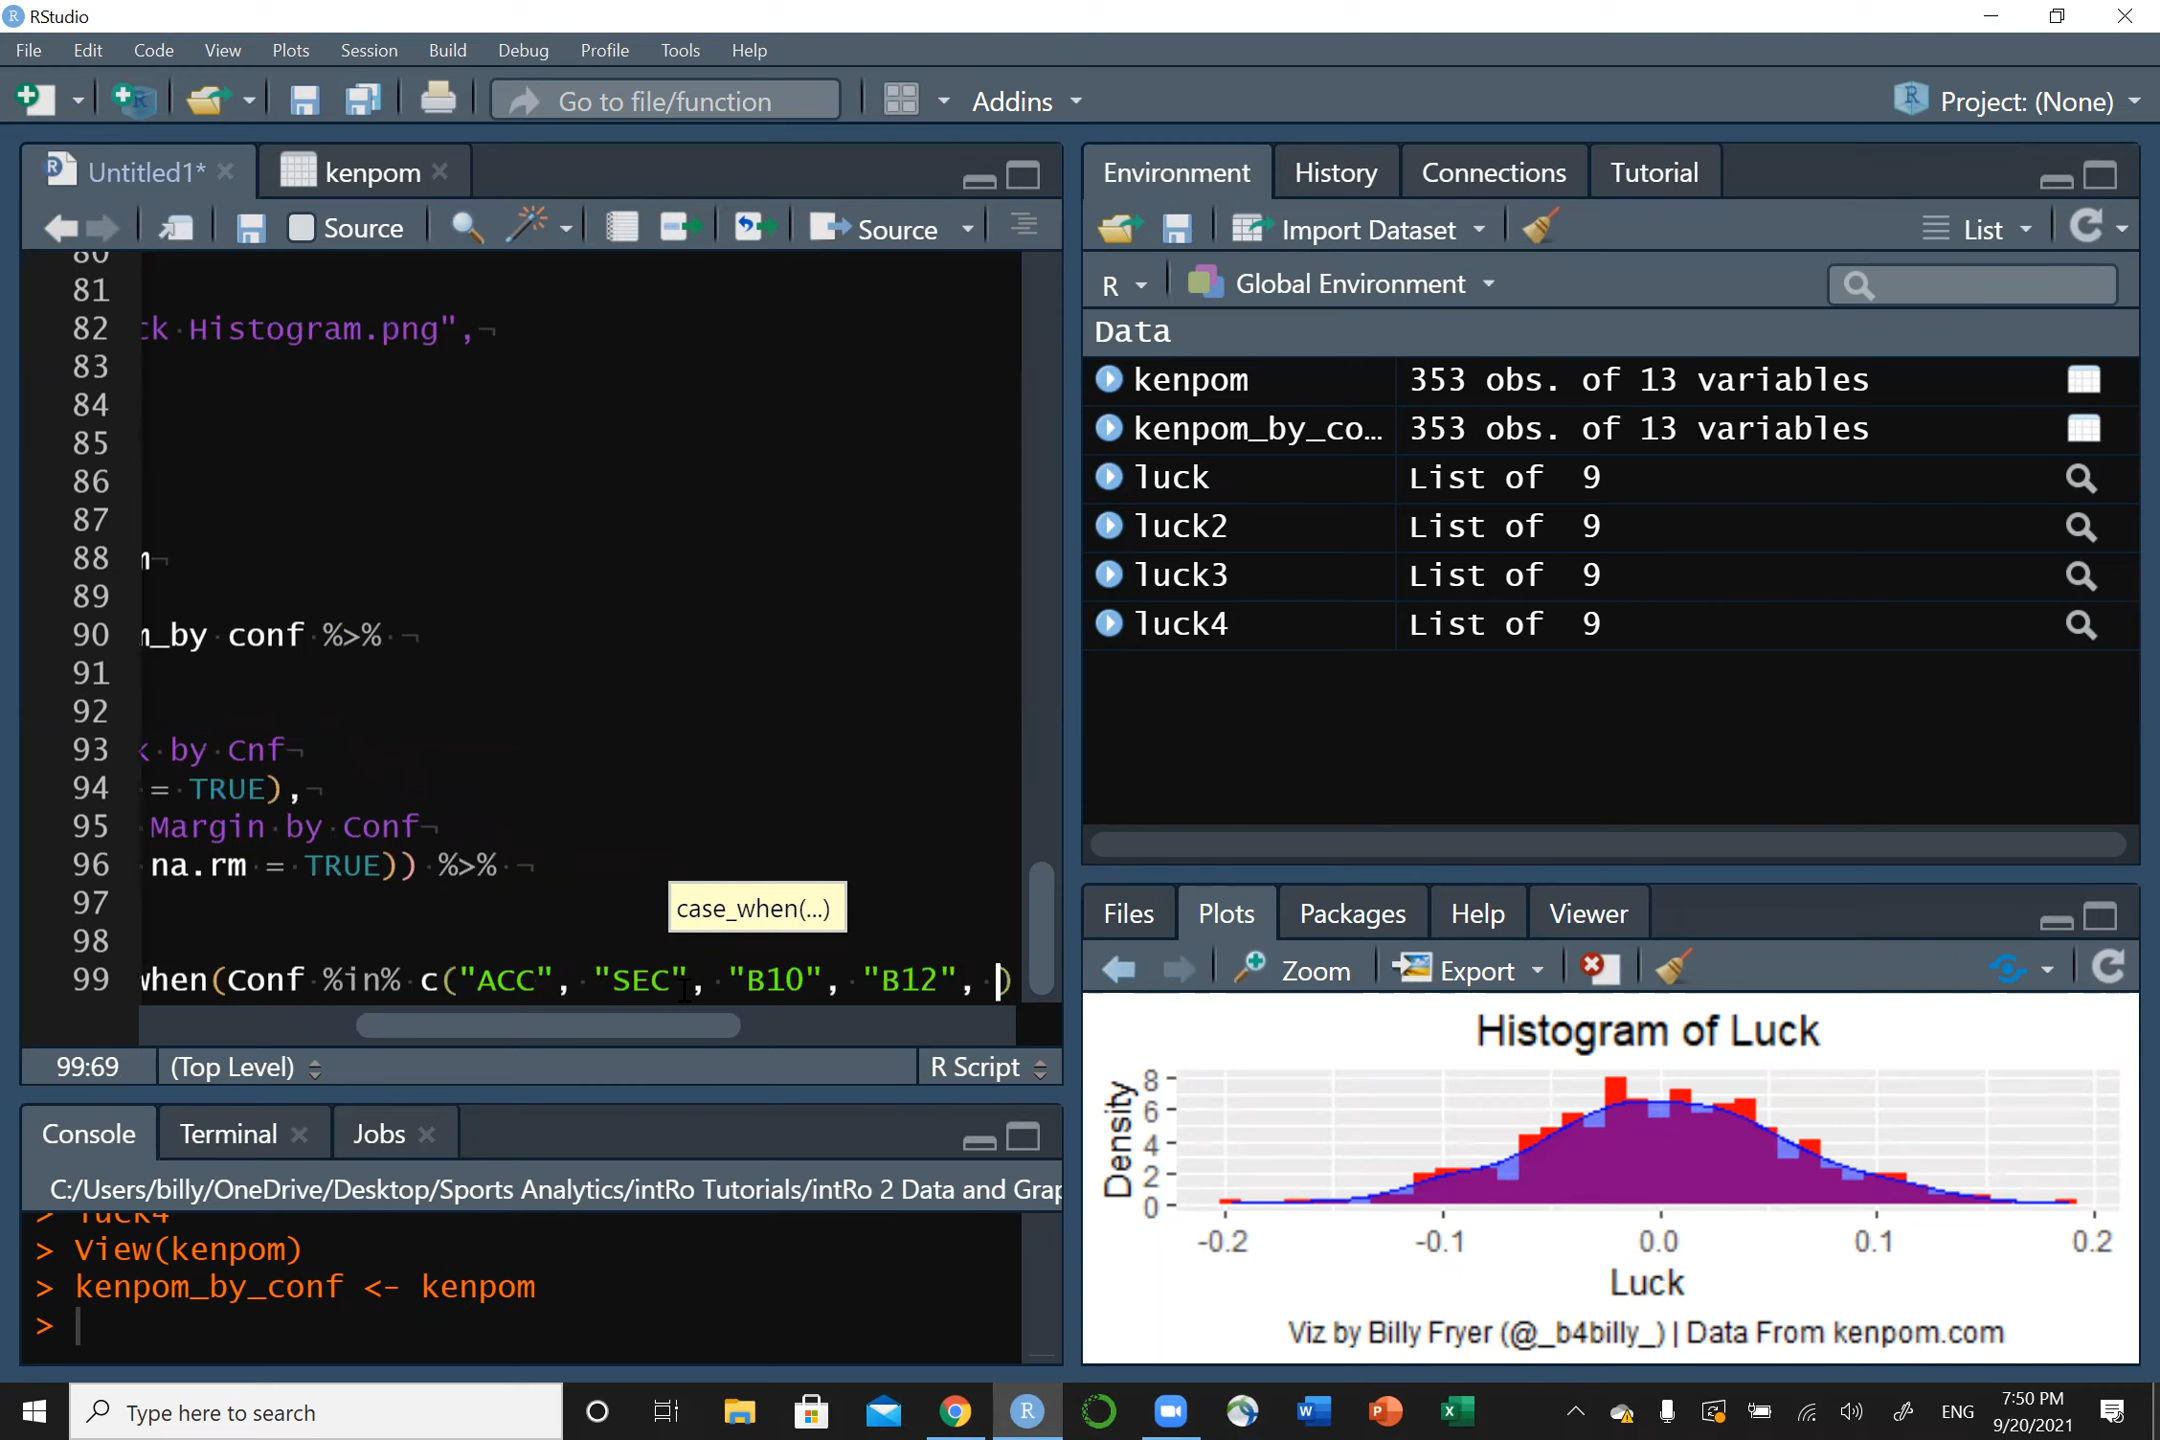 RStudio
File Edit Code View Plots Session Build Debug Profile Tools Help
Go to file/function Addins Project: (None)
Untitled1* kenpom
Source Source
80
81
82 ck Histogram.png",
83
84
85
86
87
88 m
89
90 m_by conf %>%
91
92
93 k by Cnf
94 = TRUE),
95 Margin by Conf
96 na.rm = TRUE)) %>%
97
case_when(...)
98
99 when(Conf %in% c("ACC", "SEC", "B10", "B12", )
99:69 (Top Level) R Script
Console Terminal Jobs
C:/Users/billy/OneDrive/Desktop/Sports Analytics/intRo Tutorials/intRo 2 Data and Grap
> luck4
> View(kenpom)
> kenpom_by_conf <- kenpom
>
Environment History Connections Tutorial
Import Dataset List
R Global Environment
Data
kenpom 353 obs. of 13 variables
kenpom_by_co… 353 obs. of 13 variables
luck List of 9
luck2 List of 9
luck3 List of 9
luck4 List of 9
Files Plots Packages Help Viewer
Zoom Export
Histogram of Luck
Density
8
6
4
2
0
-0.2 -0.1 0.0 0.1 0.2
Luck
Viz by Billy Fryer (@_b4billy_) | Data From kenpom.com
Type here to search
ENG
7:50 PM
9/20/2021